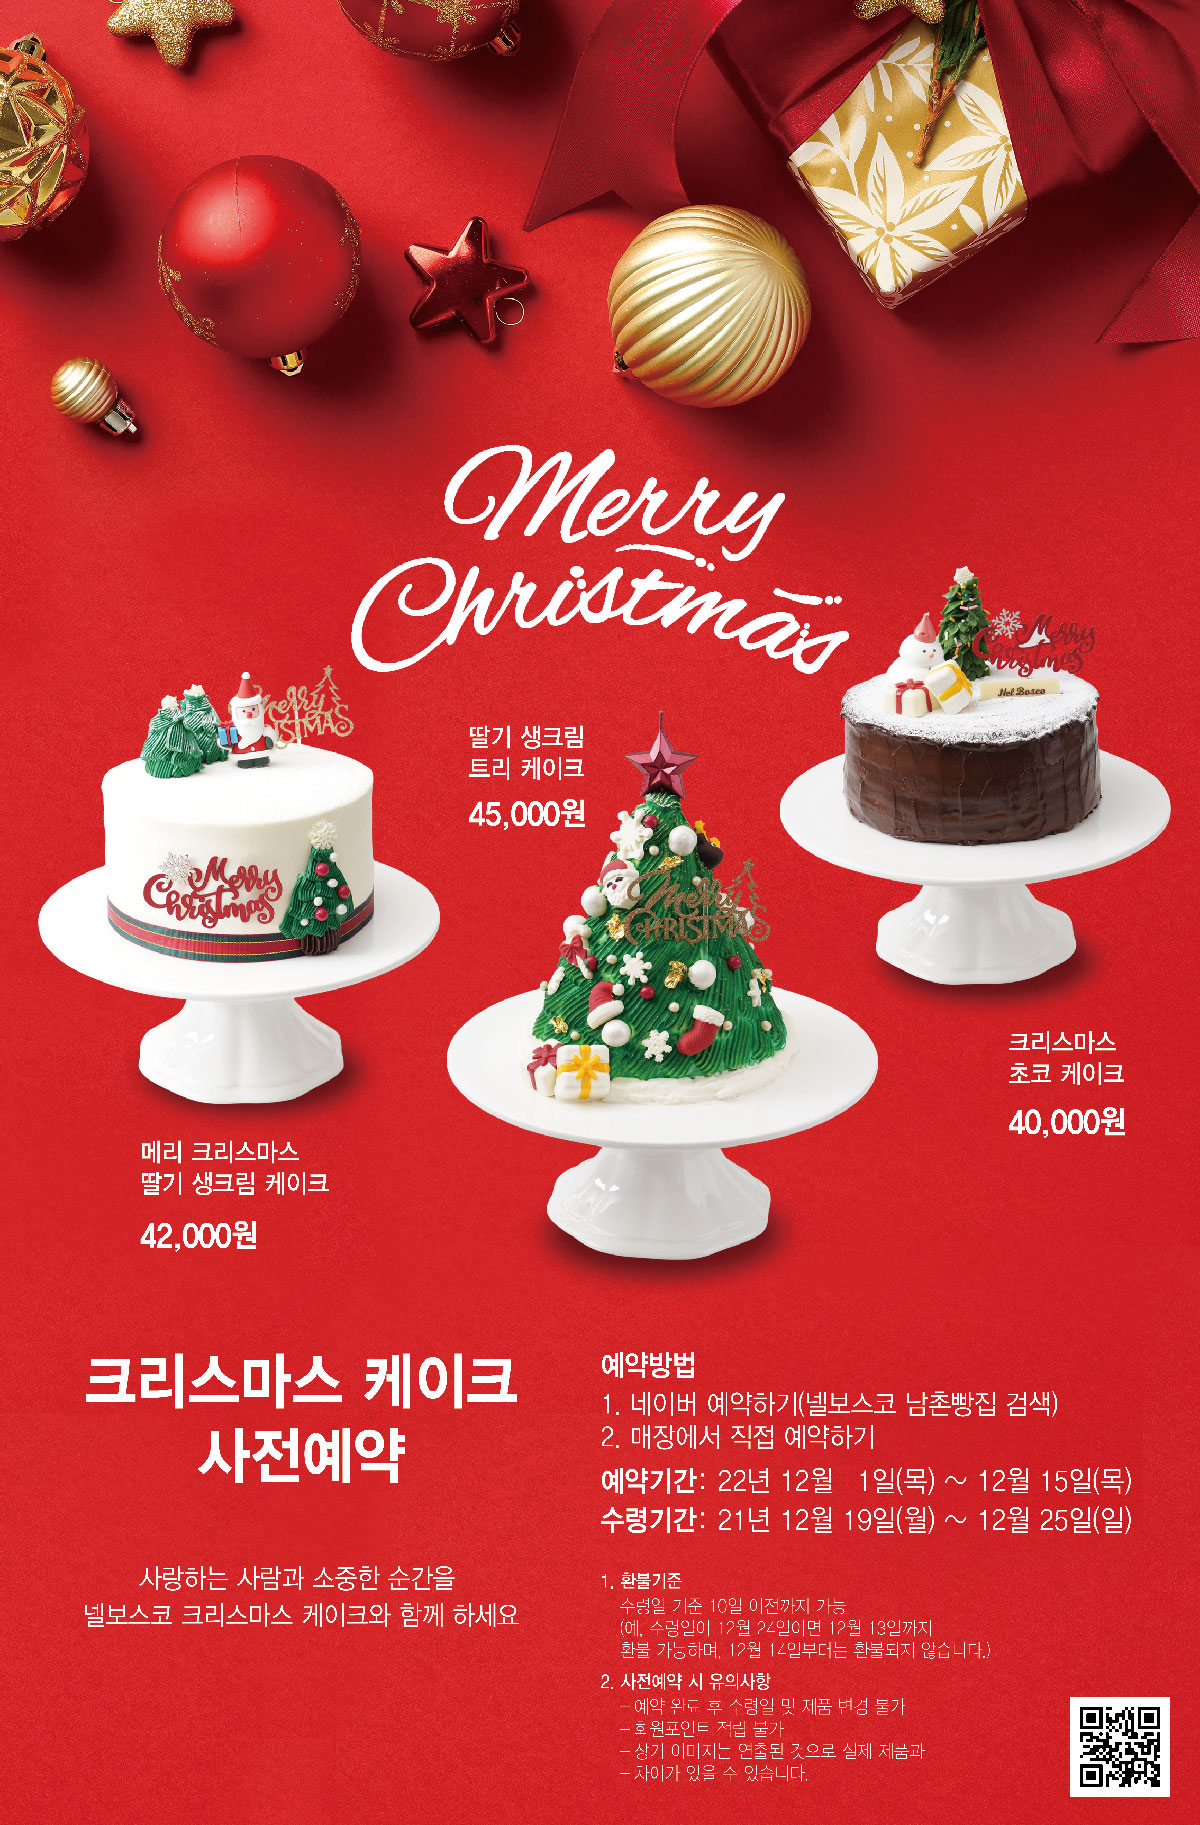 Merry
Christmas
Merry
Christmas
Nel Bosco
Merry
CHRISTMAS
딸기 생크림
트리 케이크
45,000원
Merry
Christmas
Merry
CHRISTMAS
크리스마스
초코 케이크
40,000원
메리 크리스마스
딸기 생크림 케이크
42,000원
크리스마스 케이크
사전예약
사랑하는 사람과 소중한 순간을
넬보스코 크리스마스 케이크와 함께 하세요
예약방법
1. 네이버 예약하기(넬보스코 남촌빵집 검색)
2. 매장에서 직접 예약하기
예약기간: 22년 12월 1일(목) ~ 12월 15일(목)
수령기간: 21년 12월 19일(월) ~ 12월 25일(일)
1. 환불기준
수령일 기준 10일 이전까지 가능
(예, 수령일이 12월 24일이면 12월 13일까지
환불 가능하며, 12월 14일부터는 환불되지 않습니다.)
2. 사전예약 시 유의사항
- 예약 완료 후 수령일 및 제품 변경 불가
- 회원포인트 적립 불가
- 상기 이미지는 연출된 것으로 실제 제품과
- 차이가 있을 수 있습니다.